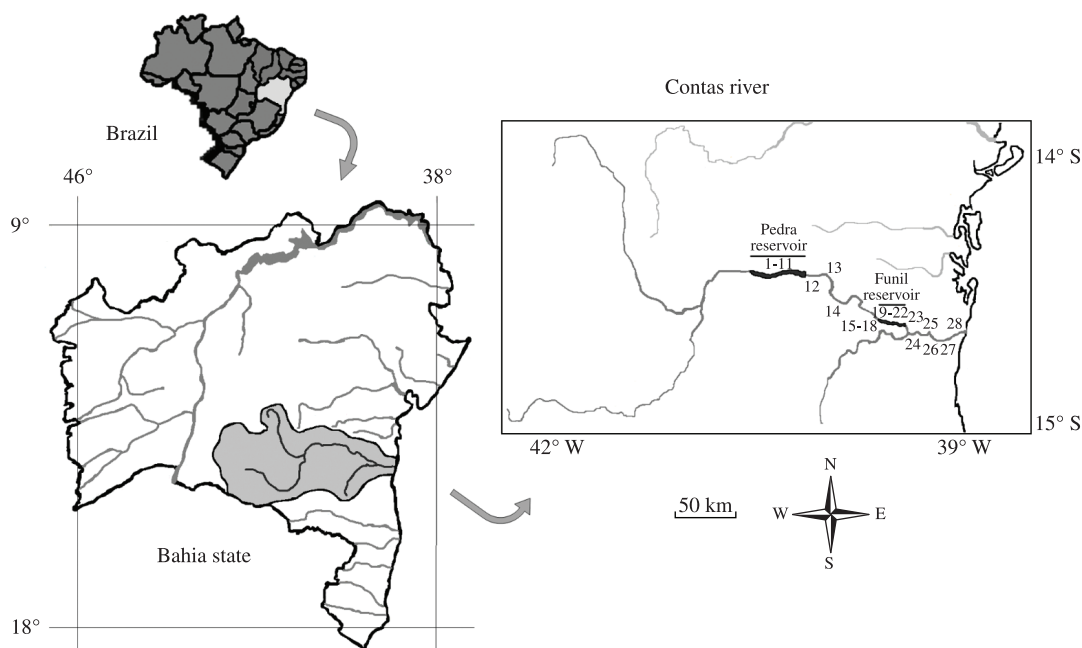 Brazil
46°
38°
9°
18°
Bahia state
Contas river
14° S
15° S
42° W
39° W
Pedra
reservoir
1-11
12
13
14
Funil
reservoir
15-18
19-22
23
24
25
26
27
28
50 km
N
W
E
S